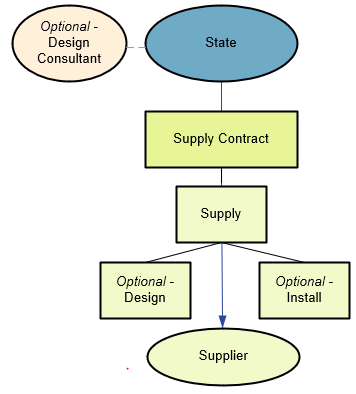 Optional -
Design
Consultant
State
Supply Contract
Supply
Optional -
Design
Optional -
Install
Supplier